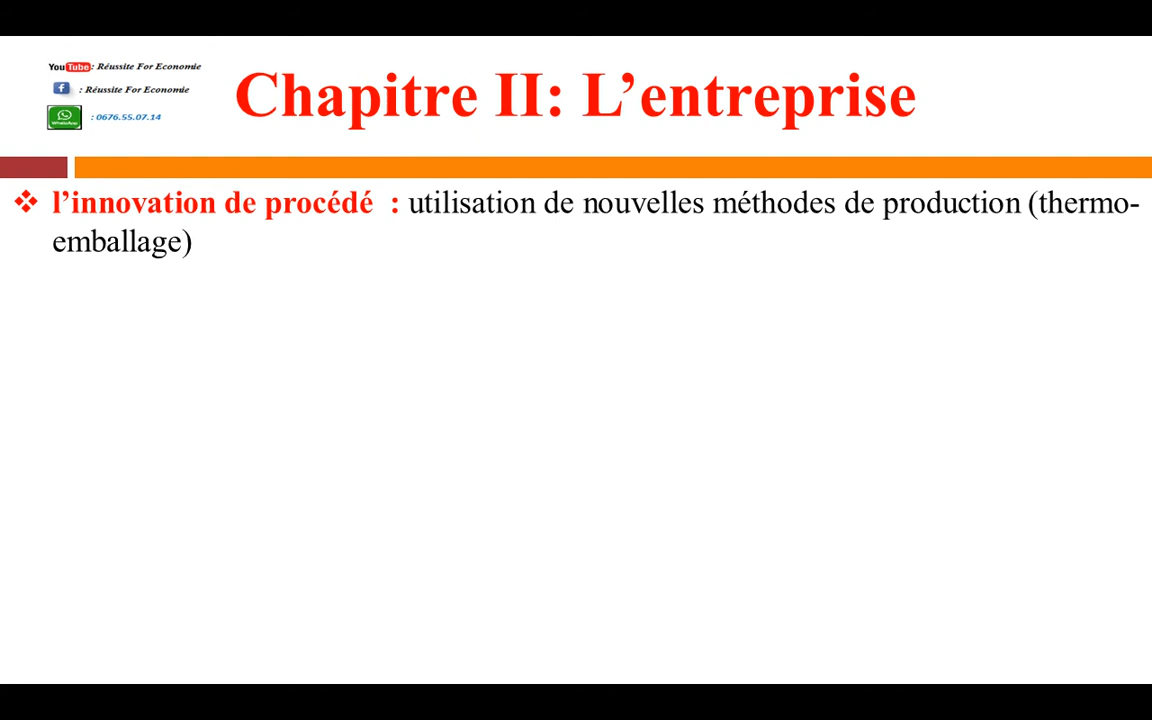 YouTube : Réussite For Economie
Chapitre II: L’entreprise
f : Réussite For Economie
WhatsApp : 0676.55.07.14
❖ l’innovation de procédé : utilisation de nouvelles méthodes de production (thermo-
emballage)